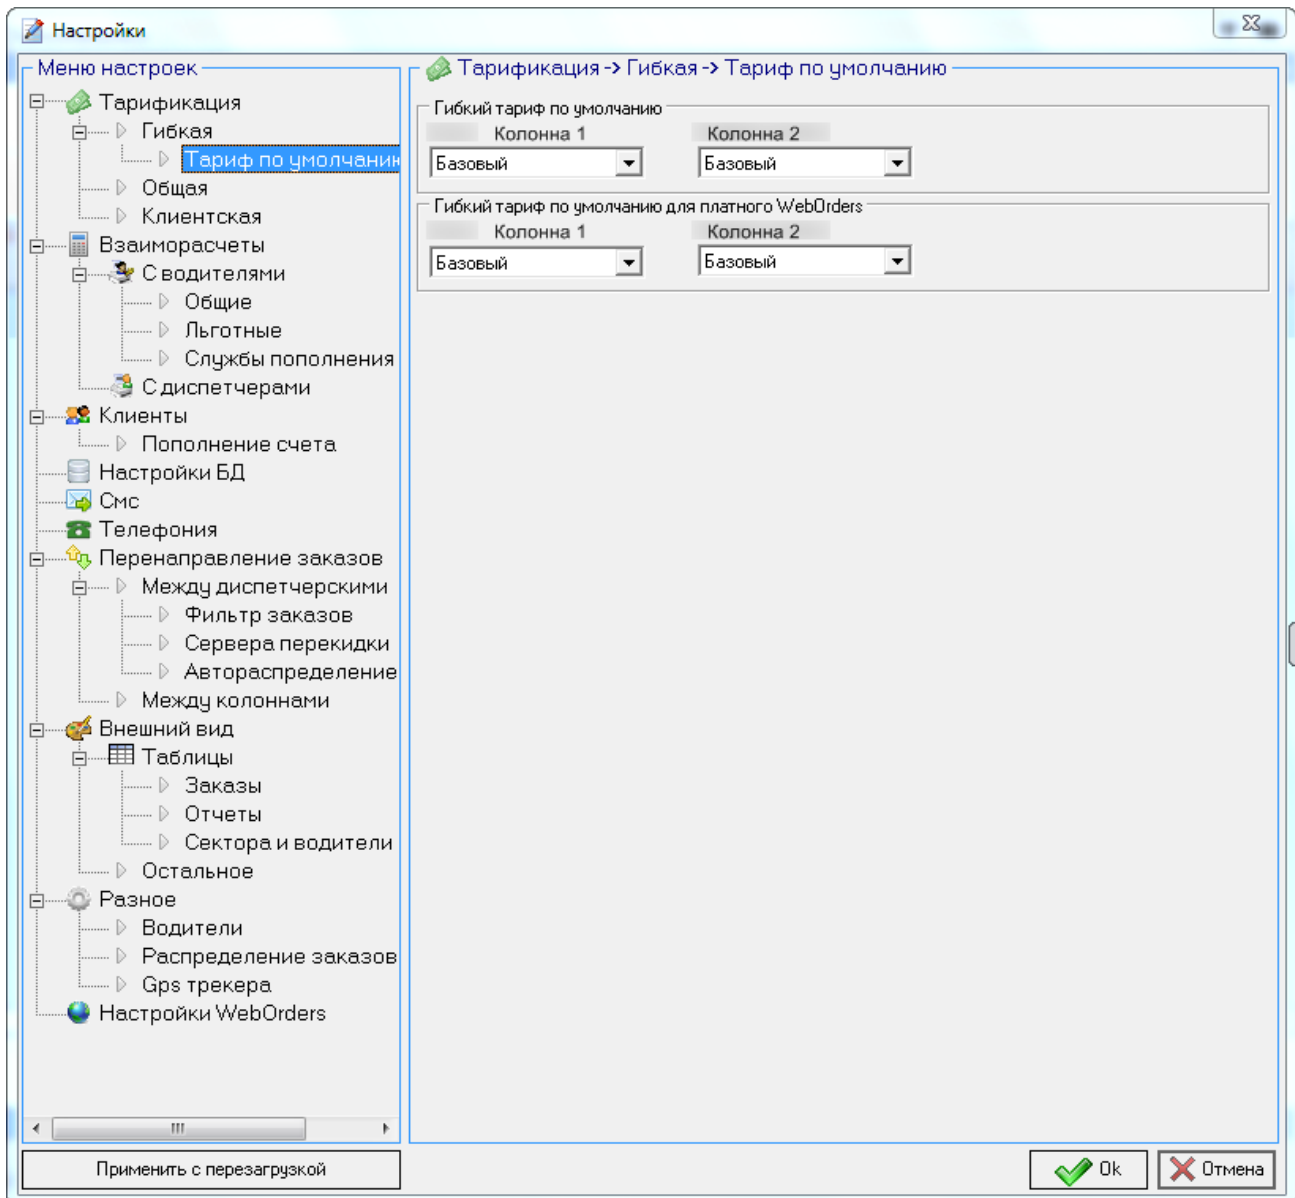 Настройки
Меню настроек
Тарификация
Гибкая
Тариф по умолчани
Общая
Клиентская
Взаиморасчеты
С водителями
Общие
Льготные
Службы пополнения
С диспетчерами
Клиенты
Пополнение счета
Настройки БД
Смс
Телефония
Перенаправление заказов
Между диспетчерскими
Фильтр заказов
Сервера перекидки
Автораспределение
Между колоннами
Внешний вид
Таблицы
Заказы
Отчеты
Сектора и водители
Остальное
Разное
Водители
Распределение заказов
Gps трекера
Настройки WebOrders
Применить с перезагрузкой
Тарификация -> Гибкая -> Тариф по умолчанию
Гибкий тариф по умолчанию
Колонна 1 Колонна 2
Базовый Базовый
Гибкий тариф по умолчанию для платного WebOrders
Колонна 1 Колонна 2
Базовый Базовый
Ok Отмена